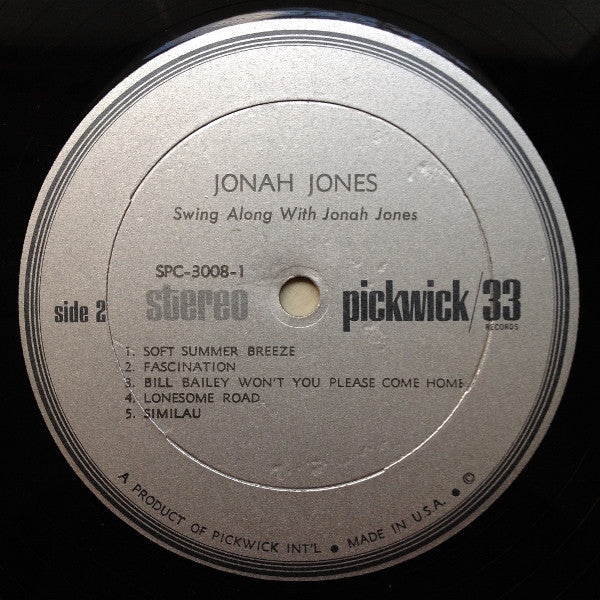 JONAH JONES
Swing Along With Jonah Jones
SPC-3008-1
side 2 stereo pickwick/33
RECORDS
1. SOFT SUMMER BREEZE
2. FASCINATION
3. BILL BAILEY WON'T YOU PLEASE COME HOME
4. LONESOME ROAD
5. SIMILAU
A PRODUCT OF PICKWICK INT'L • MADE IN U.S.A. • ©